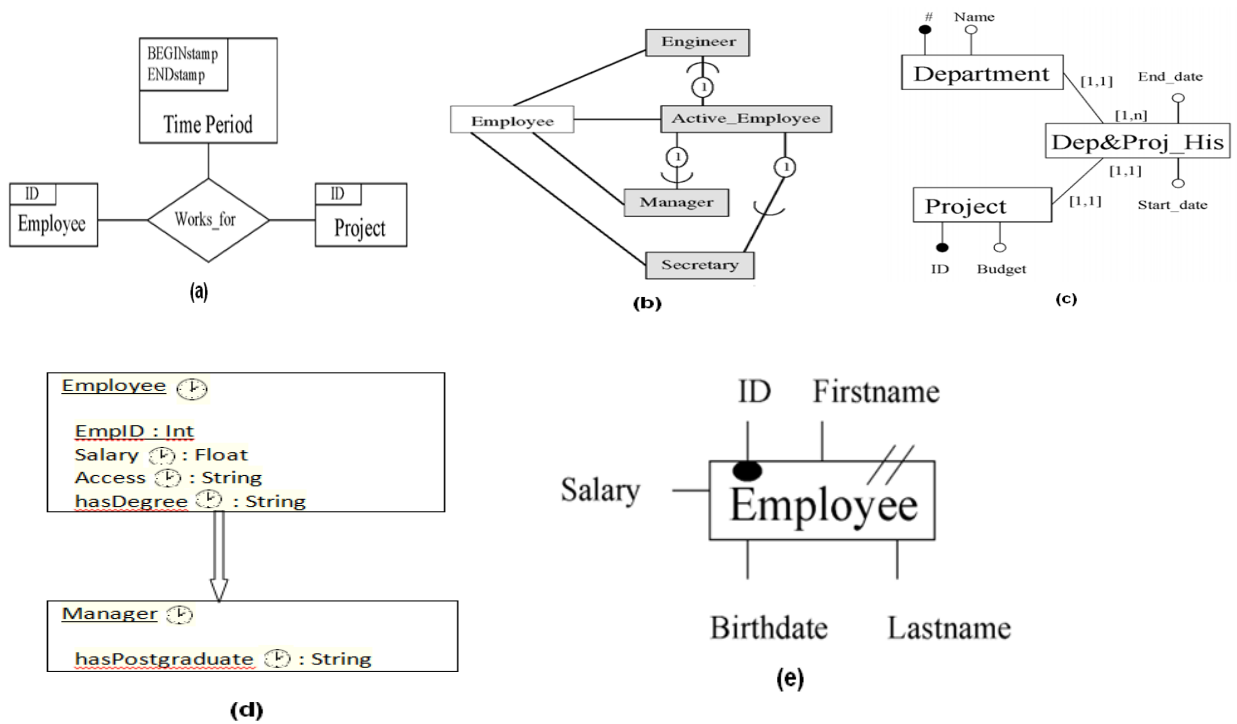 BEGINstamp
ENDstamp
Time Period
ID
Employee
Works_for
ID
Project
(a)
Engineer
1
Employee
Active_Employee
1
1
Manager
Secretary
(b)
# Name
Department
[1,1]
End_date
[1,n]
Dep&Proj_His
[1,1]
Project
[1,1]
Start_date
ID Budget
(c)
Employee
EmpID : Int
Salary : Float
Access : String
hasDegree : String
Manager
hasPostgraduate : String
(d)
ID Firstname
Salary
Employee
Birthdate Lastname
(e)